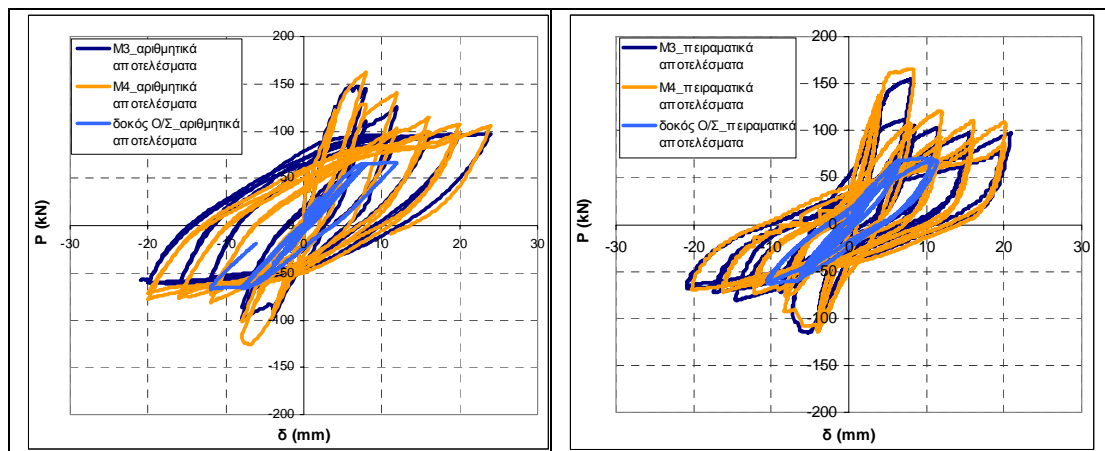 M3_αριθμητικά
αποτελέσματα
M4_αριθμητικά
αποτελέσματα
δοκός Ο/Σ_αριθμητικά
αποτελέσματα
200
150
100
50
0
-50
-100
-150
-200
-30
-20
-10
0
10
20
30
P (kN)
δ (mm)
M3_πειραματικά
αποτελέσματα
M4_πειραματικά
αποτελέσματα
δοκός Ο/Σ_πειραματικά
αποτελέσματα
200
150
100
50
0
-50
-100
-150
-200
-30
-20
-10
0
10
20
30
P (kN)
δ (mm)